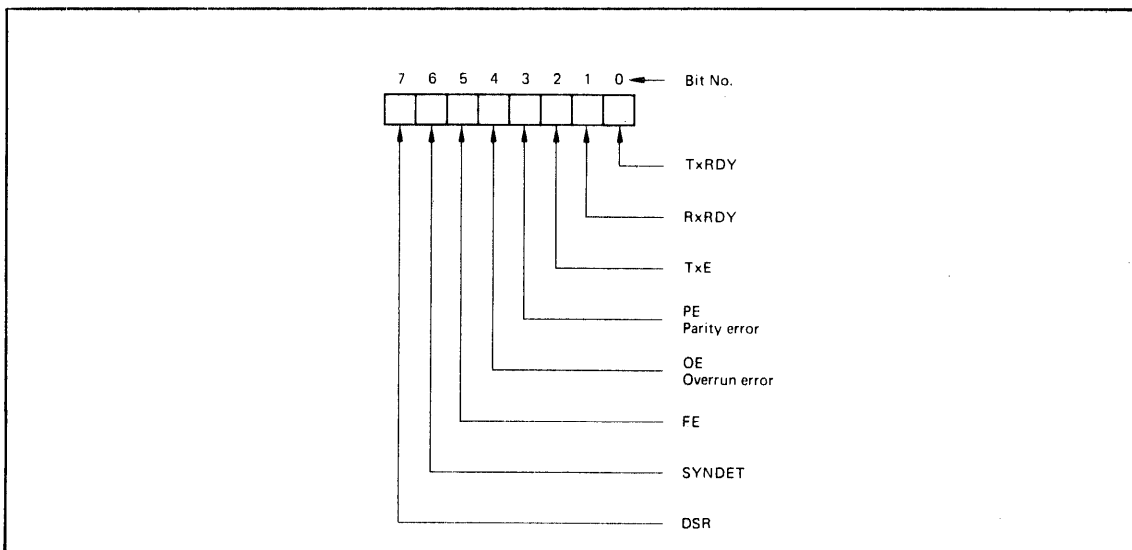 7 6 5 4 3 2 1 0 Bit No.
TxRDY
RxRDY
TxE
PE
Parity error
OE
Overrun error
FE
SYNDET
DSR